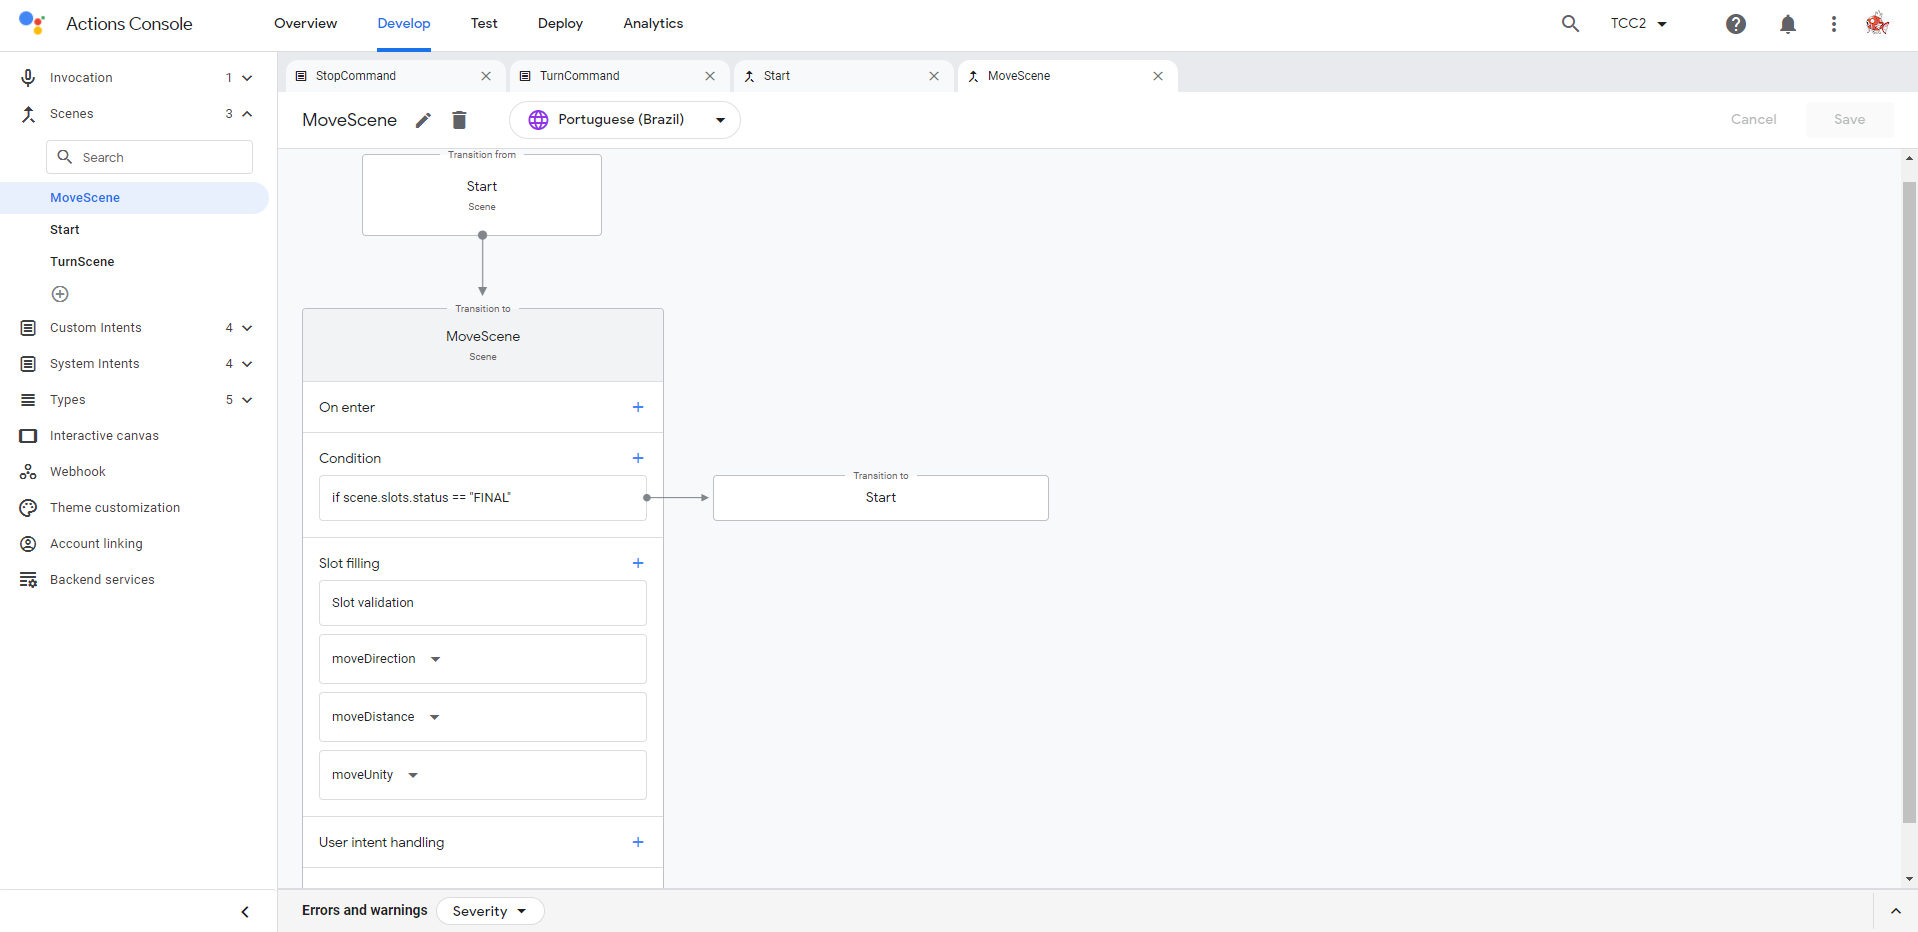 Actions Console
Overview
Develop
Test
Deploy
Analytics
TCC2
Invocation 1
Scenes 3
Search
MoveScene
Start
TurnScene
Custom Intents 4
System Intents 4
Types 5
Interactive canvas
Webhook
Theme customization
Account linking
Backend services
StopCommand
TurnCommand
Start
MoveScene
MoveScene
Portuguese (Brazil)
Cancel
Save
Transition from
Start
Scene
Transition to
MoveScene
Scene
On enter
Condition
if scene.slots.status == "FINAL"
Transition to
Start
Slot filling
Slot validation
moveDirection
moveDistance
moveUnity
User intent handling
Errors and warnings
Severity